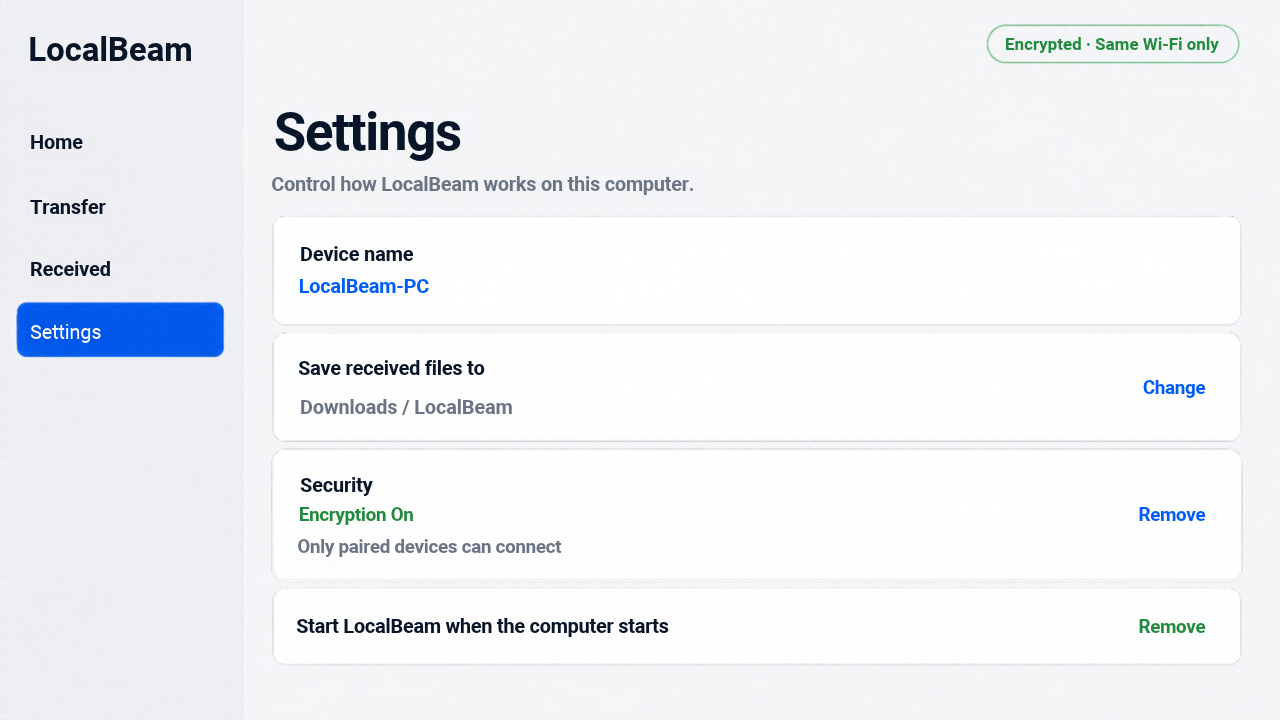 LocalBeam
Encrypted · Same Wi-Fi only
Home
Transfer
Received
Settings
Settings
Control how LocalBeam works on this computer.
Device name
LocalBeam-PC
Save received files to
Downloads / LocalBeam
Change
Security
Encryption On
Only paired devices can connect
Remove
Start LocalBeam when the computer starts
Remove